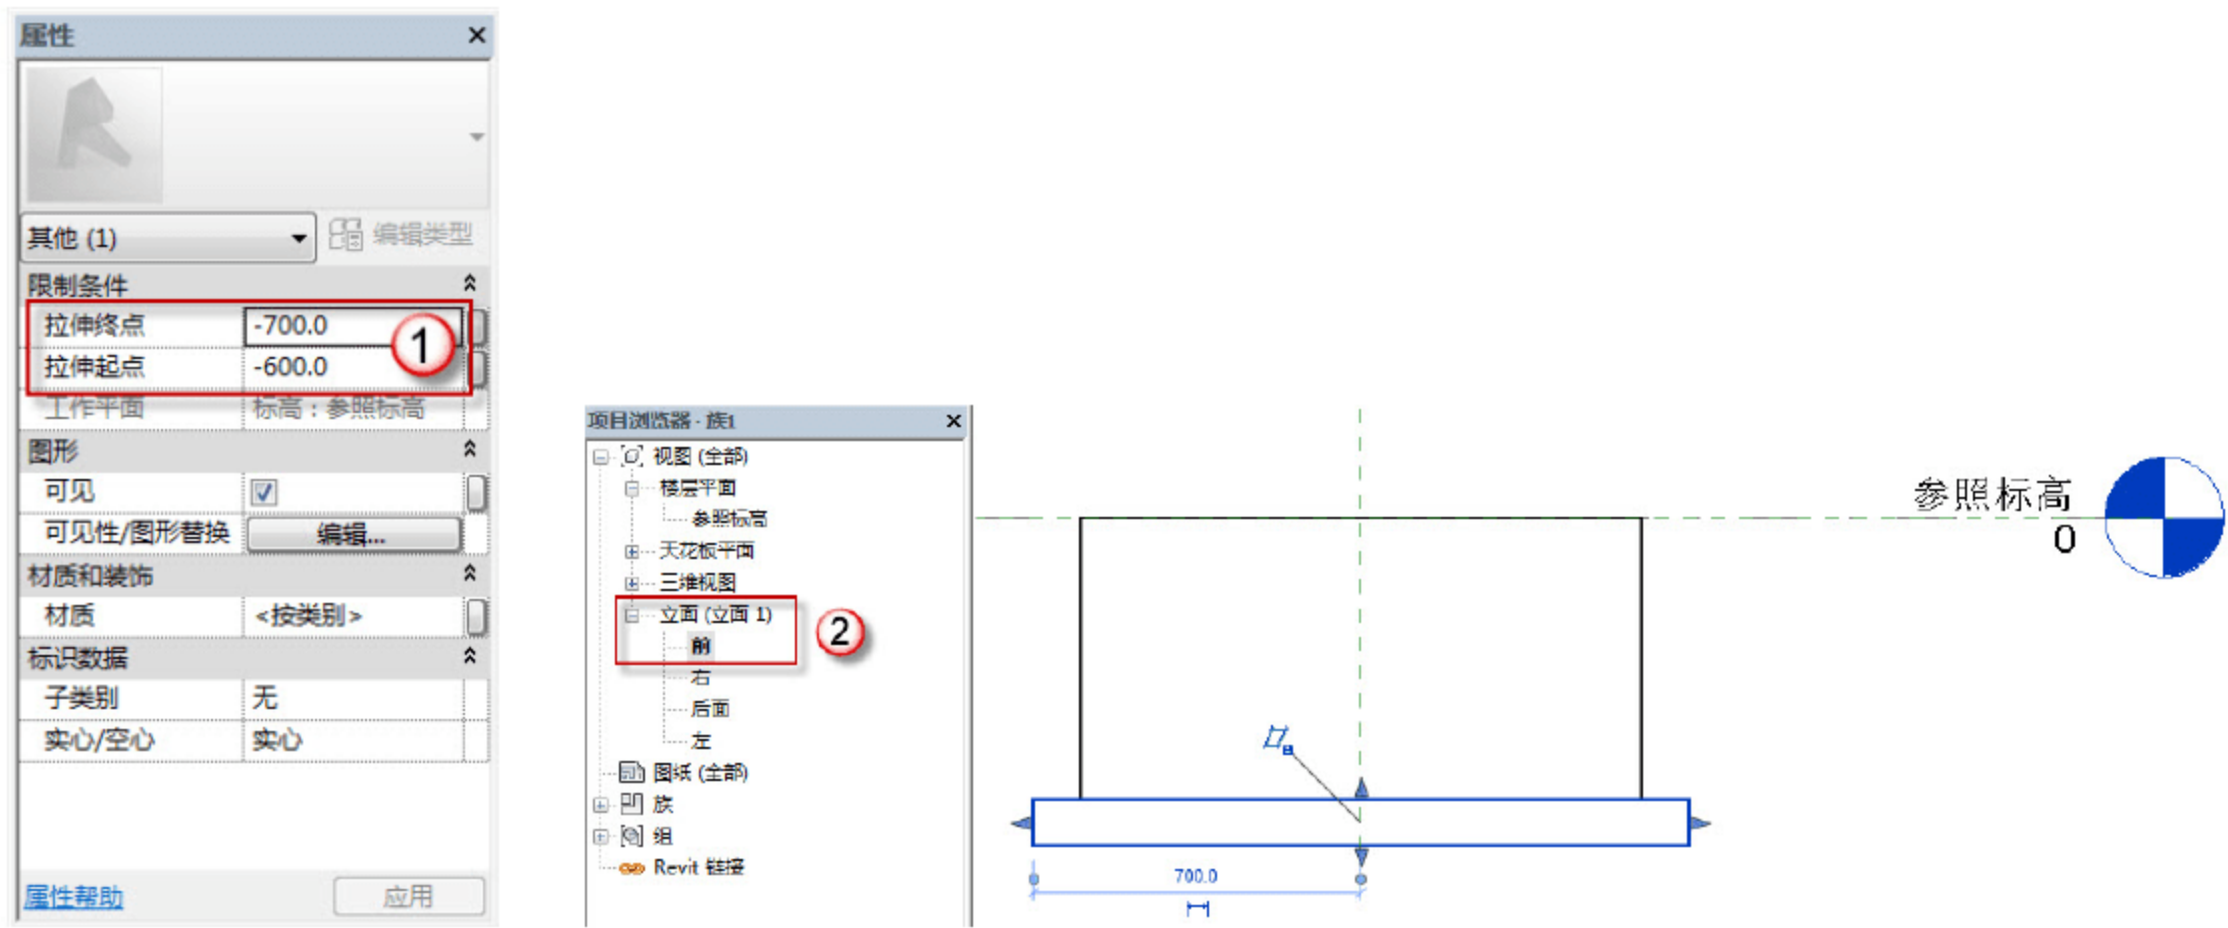 属性
其他 (1)
编辑类型
限制条件
拉伸终点
-700.0
1
拉伸起点
-600.0
工作平面
标高 : 参照标高
图形
可见
可见性/图形替换
编辑...
材质和装饰
材质
<按类别>
标识数据
子类别
无
实心/空心
实心
属性帮助
应用
项目浏览器 - 族1
视图 (全部)
楼层平面
参照标高
天花板平面
三维视图
立面 (立面 1)
2
前
右
后面
左
图纸 (全部)
族
组
Revit 链接
参照标高
0
700.0